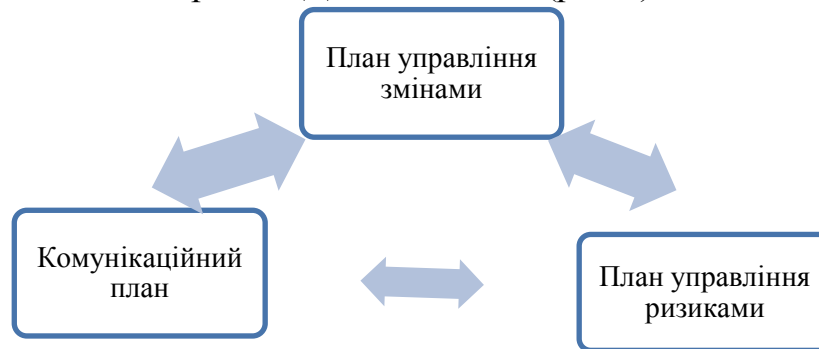 План управління
змінами
Комунікаційний
план
План управління
ризиками